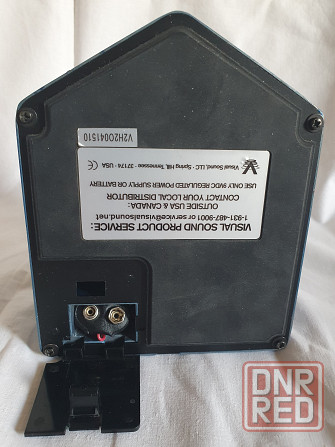 VISUAL SOUND PRODUCT SERVICE:
1-931-487-9001 or service@visualsound.net
OUTSIDE USA & CANADA:
CONTACT YOUR LOCAL DISTRIBUTOR
USE ONLY 9VDC REGULATED POWER SUPPLY OR BATTERY
Visual Sound, LLC · Spring Hill, Tennessee · 37174 · USA CE
V2H20041510
DNR
RED